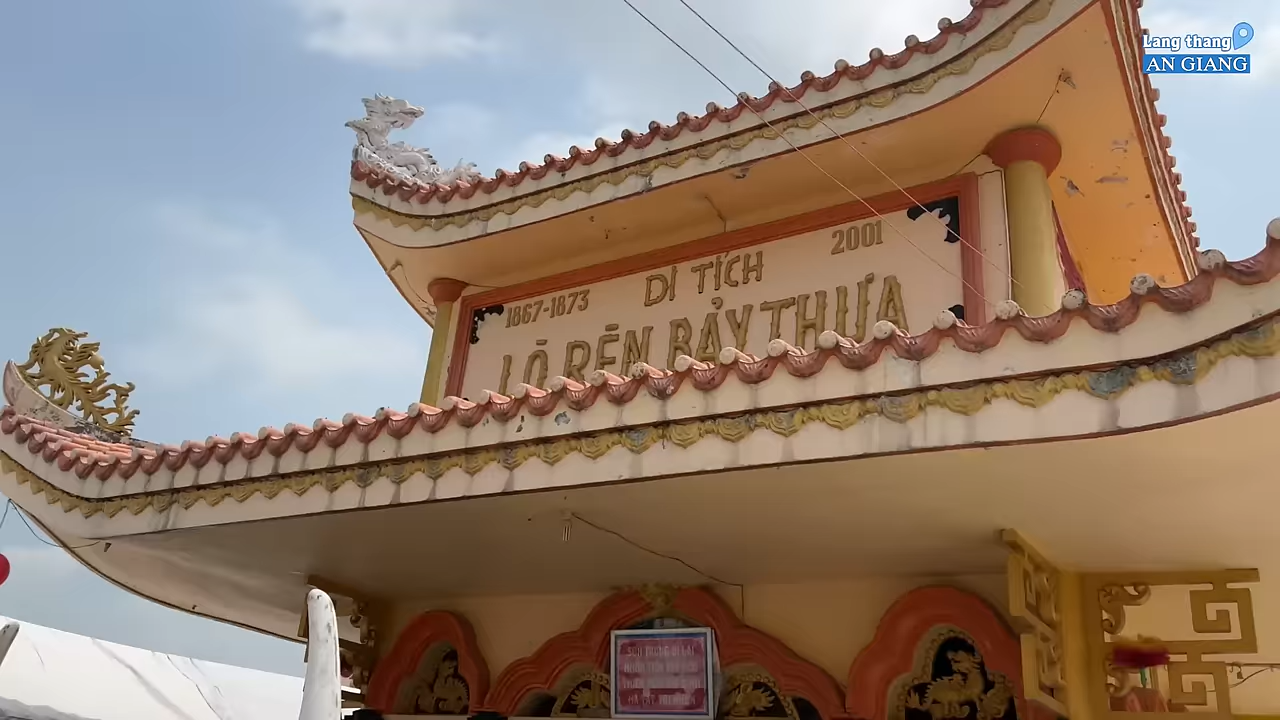 Lang thang
AN GIANG
2001
DI TÍCH
1867-1873
LÒ RÈN BẢY THƯA